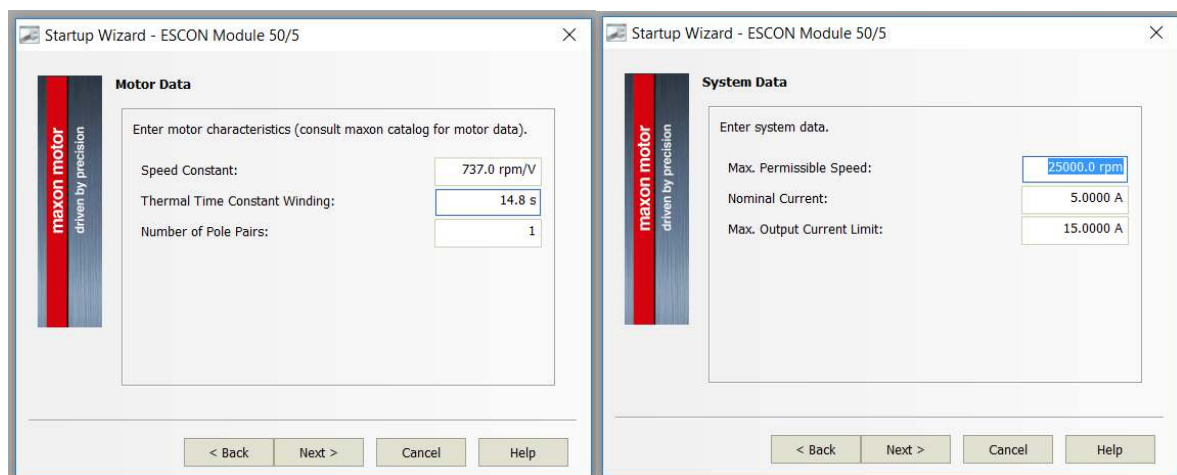 Startup Wizard - ESCON Module 50/5
maxon motor
driven by precision
Motor Data
Enter motor characteristics (consult maxon catalog for motor data).
Speed Constant: 737.0 rpm/V
Thermal Time Constant Winding: 14.8 s
Number of Pole Pairs: 1
< Back Next > Cancel Help
Startup Wizard - ESCON Module 50/5
maxon motor
driven by precision
System Data
Enter system data.
Max. Permissible Speed: 25000.0 rpm
Nominal Current: 5.0000 A
Max. Output Current Limit: 15.0000 A
< Back Next > Cancel Help